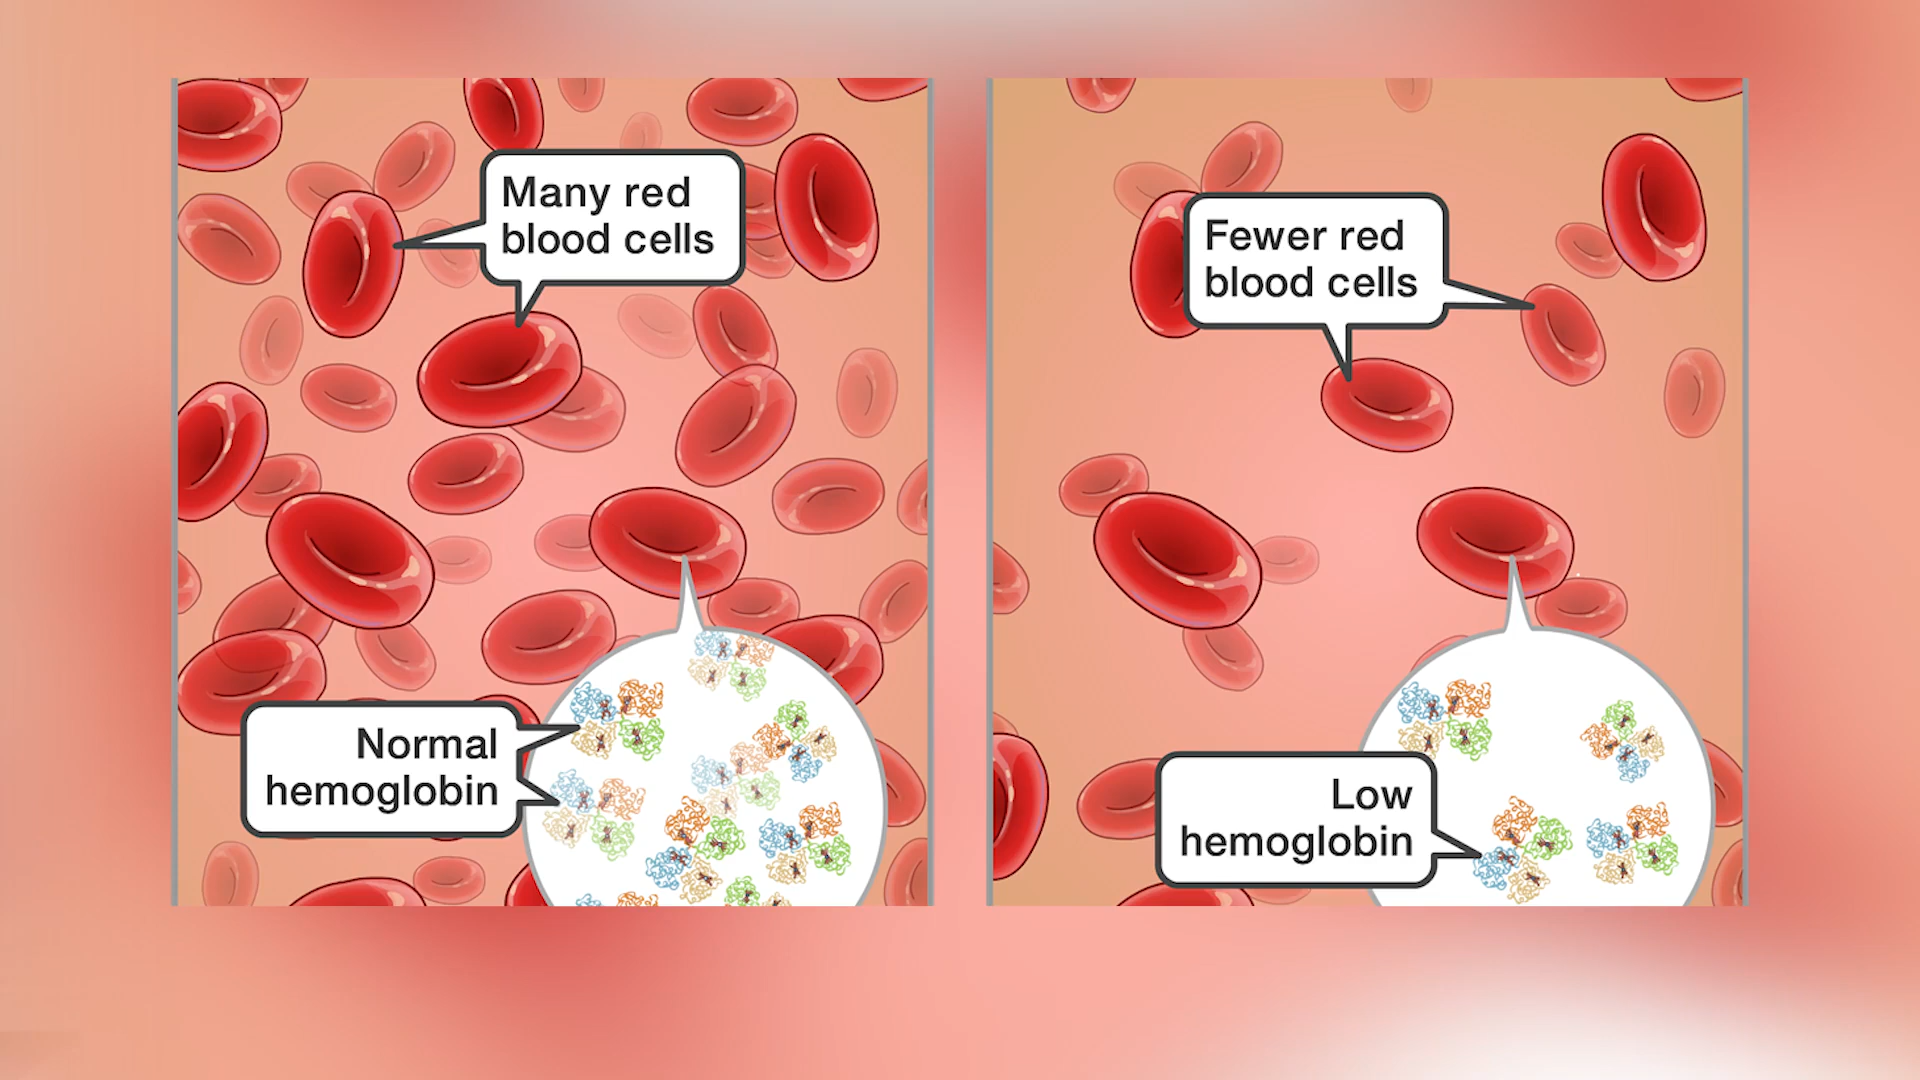 Many red
blood cells
Normal
hemoglobin
Fewer red
blood cells
Low
hemoglobin